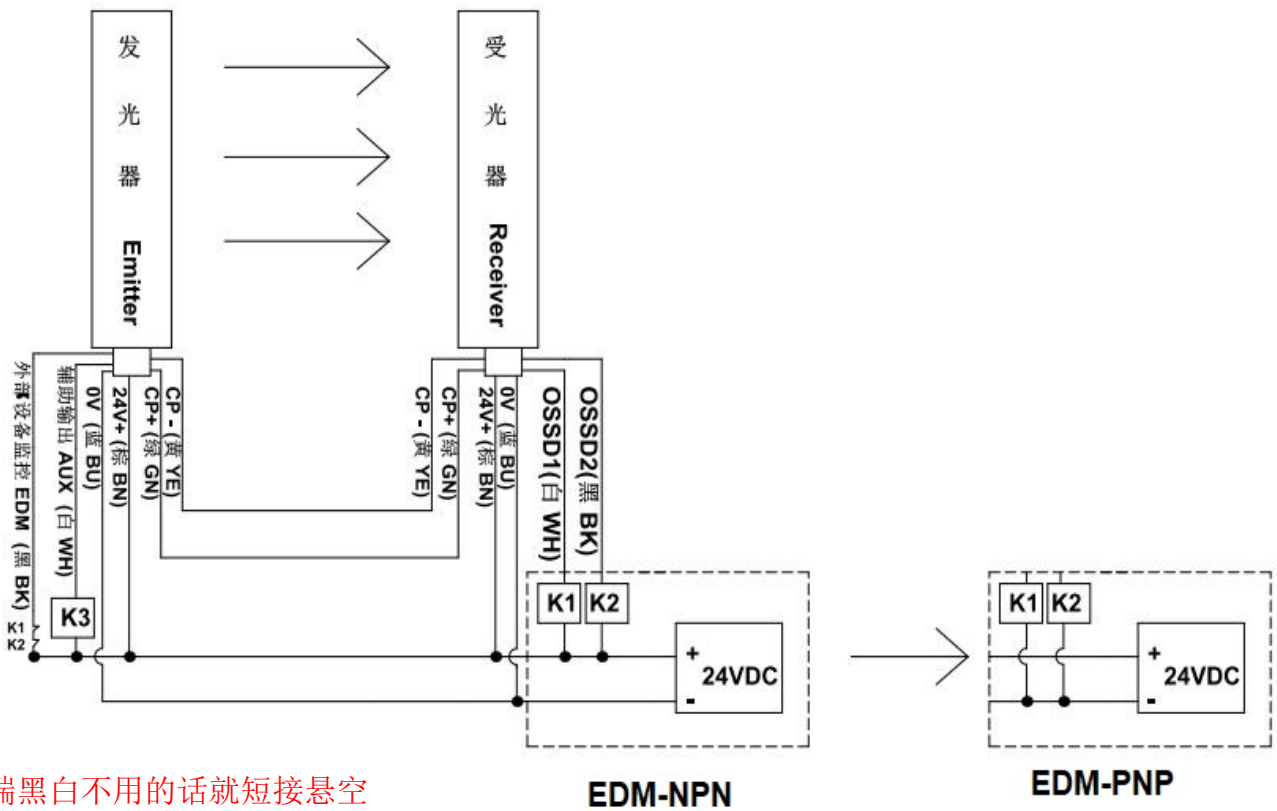 发光器 Emitter
受光器 Receiver
外部设备监控 EDM (黑 BK)
辅助输出 AUX (白 WH)
0V (蓝 BU)
24V+ (棕 BN)
CP+ (绿 GN)
CP - (黄 YE)
CP - (黄 YE)
CP+ (绿 GN)
24V+ (棕 BN)
0V (蓝 BU)
OSSD1(白 WH)
OSSD2(黑 BK)
K1
K2
K3
K1
K2
+
24VDC
-
K1
K2
+
24VDC
-
端黑白不用的话就短接悬空
EDM-NPN
EDM-PNP